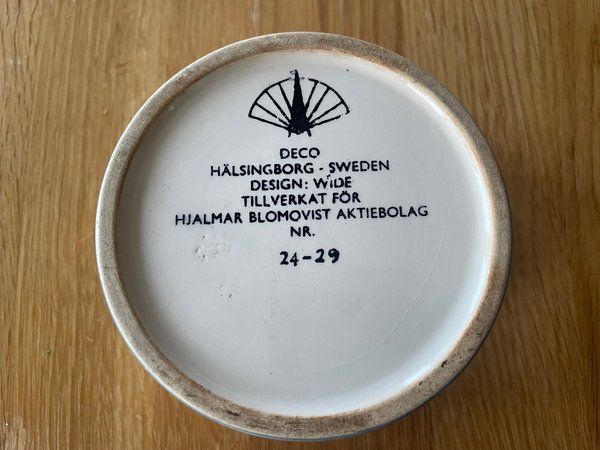 DECO
HÄLSINGBORG - SWEDEN
DESIGN: WIDE
TILLVERKAT FÖR
HJALMAR BLOMQVIST AKTIEBOLAG
NR.
24-29